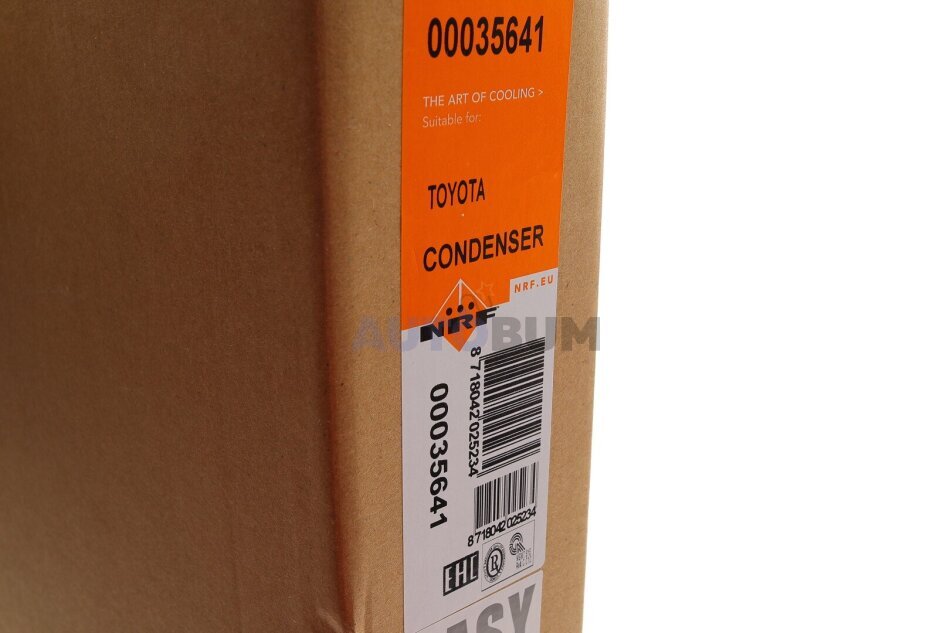 00035641
THE ART OF COOLING >
Suitable for:
TOYOTA
CONDENSER
NRF.EU
NRF
AUTOBUM
8 718042 025234
00035641
8 718042 025234
EAC
R
ASY